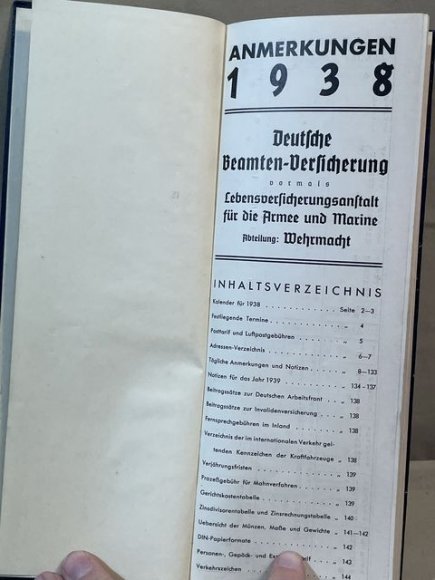 ANMERKUNGEN
1938
Deutsche
Beamten-Versicherung
vormals
Lebensversicherungsanstalt
für die Armee und Marine
Abteilung: Wehrmacht
INHALTSVERZEICHNIS
Kalender für 1938 . . . . . Seite 2—3
Festliegende Termine . . . . . „ 4
Posttarif und Luftpostgebühren . . . „ 5
Adressen-Verzeichnis . . . . . „ 6—7
Tägliche Anmerkungen und Notizen . . „ 8—133
Notizen für das Jahr 1939 . . . . „ 134-137
Beitragssätze zur Deutschen Arbeitsfront . . „ 138
Beitragssätze zur Invalidenversicherung . . „ 138
Fernsprechgebühren im Inland . . . „ 138
Verzeichnis der im internationalen Verkehr gel-
tenden Kennzeichen der Kraftfahrzeuge „ 138
Verjährungsfristen . . . . . „ 139
Prozeßgebühr für Mahnverfahren . . . „ 139
Gerichtskostentabelle . . . . . „ 139
Zinsdivisorentabelle und Zinsrechnungstabelle „ 140
Uebersicht der Münzen, Maße und Gewichte . „ 141—142
DIN-Papierformate . . . . . „ 142
Personen-, Gepäck- und „ 142
Verkehrszeichen . . . . . 144